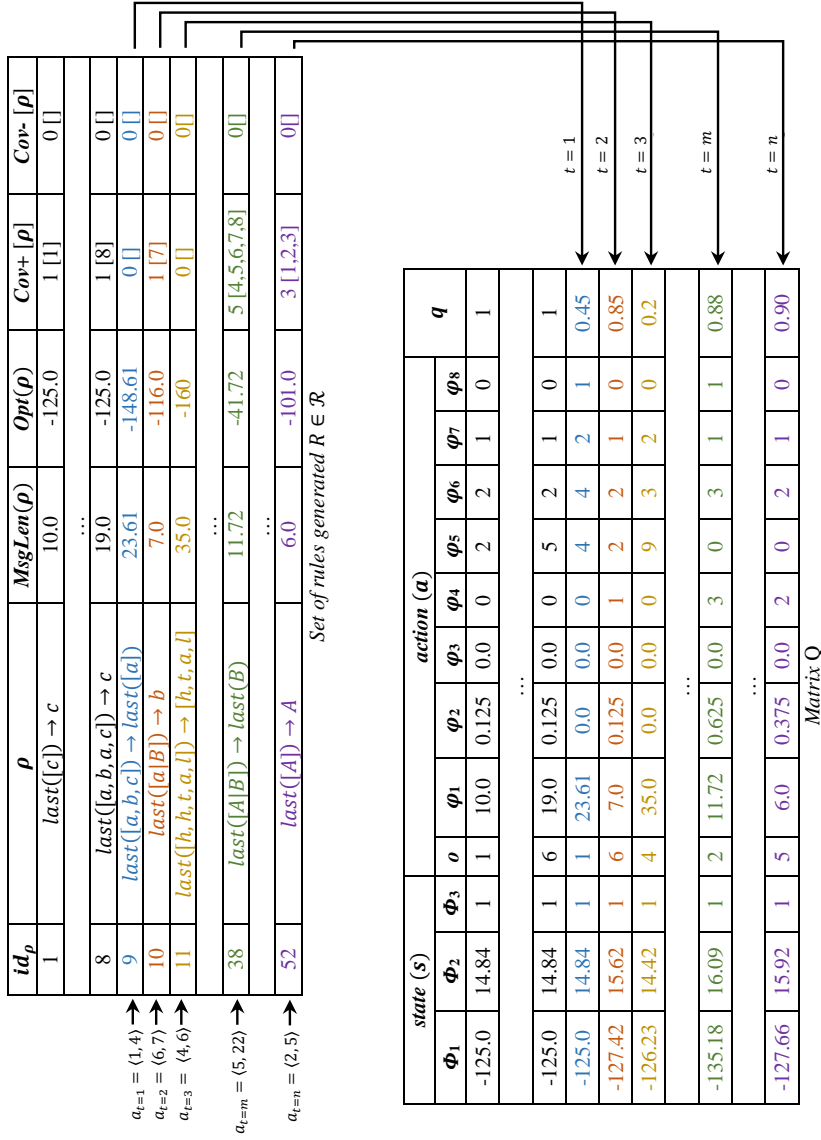 id_ρ ρ MsgLen(ρ) Opt(ρ) Cov+ [ρ] Cov- [ρ]
1 last([c]) → c 10.0 -125.0 1 [1] 0 []
...
8 last([a, b, a, c]) → c 19.0 -125.0 1 [8] 0 []
a_{t=1} = ⟨1, 4⟩ 9 last([a, b, c]) → last([a]) 23.61 -148.61 0 [] 0 []
a_{t=2} = ⟨6, 7⟩ 10 last([a|B]) → b 7.0 -116.0 1 [7] 0 []
a_{t=3} = ⟨4, 6⟩ 11 last([h, h, t, a, l]) → [h, t, a, l] 35.0 -160 0 [] 0[]
...
a_{t=m} = ⟨5, 22⟩ 38 last([A|B]) → last(B) 11.72 -41.72 5 [4,5,6,7,8] 0[]
...
a_{t=n} = ⟨2, 5⟩ 52 last([A]) → A 6.0 -101.0 3 [1,2,3] 0[]
Set of rules generated R ∈ ℛ
t = 1
t = 2
t = 3
t = m
t = n
state (s) action (a) q
Φ₁ Φ₂ Φ₃ o φ₁ φ₂ φ₃ φ₄ φ₅ φ₆ φ₇ φ₈
-125.0 14.84 1 1 10.0 0.125 0.0 0 2 2 1 0 1
...
-125.0 14.84 1 6 19.0 0.125 0.0 0 5 2 1 0 1
-125.0 14.84 1 1 23.61 0.0 0.0 0 4 4 2 1 0.45
-127.42 15.62 1 6 7.0 0.125 0.0 1 2 2 1 0 0.85
-126.23 14.42 1 4 35.0 0.0 0.0 0 9 3 2 0 0.2
...
-135.18 16.09 1 2 11.72 0.625 0.0 3 0 3 1 1 0.88
...
-127.66 15.92 1 5 6.0 0.375 0.0 2 0 2 1 0 0.90
Matrix Q